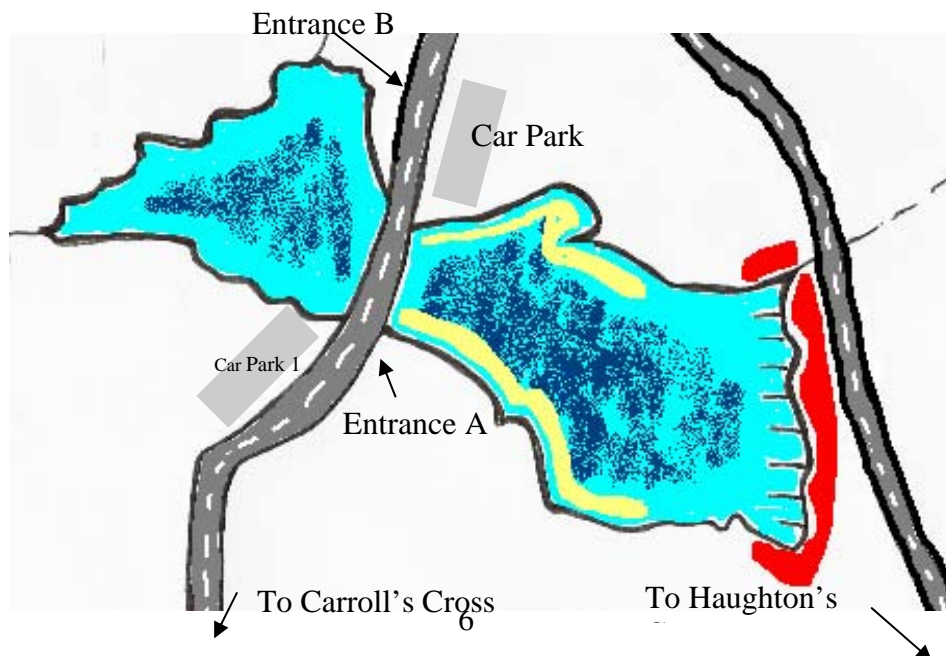 Entrance B
Car Park
Car Park 1
Entrance A
To Carroll's Cross
To Haughton's
6